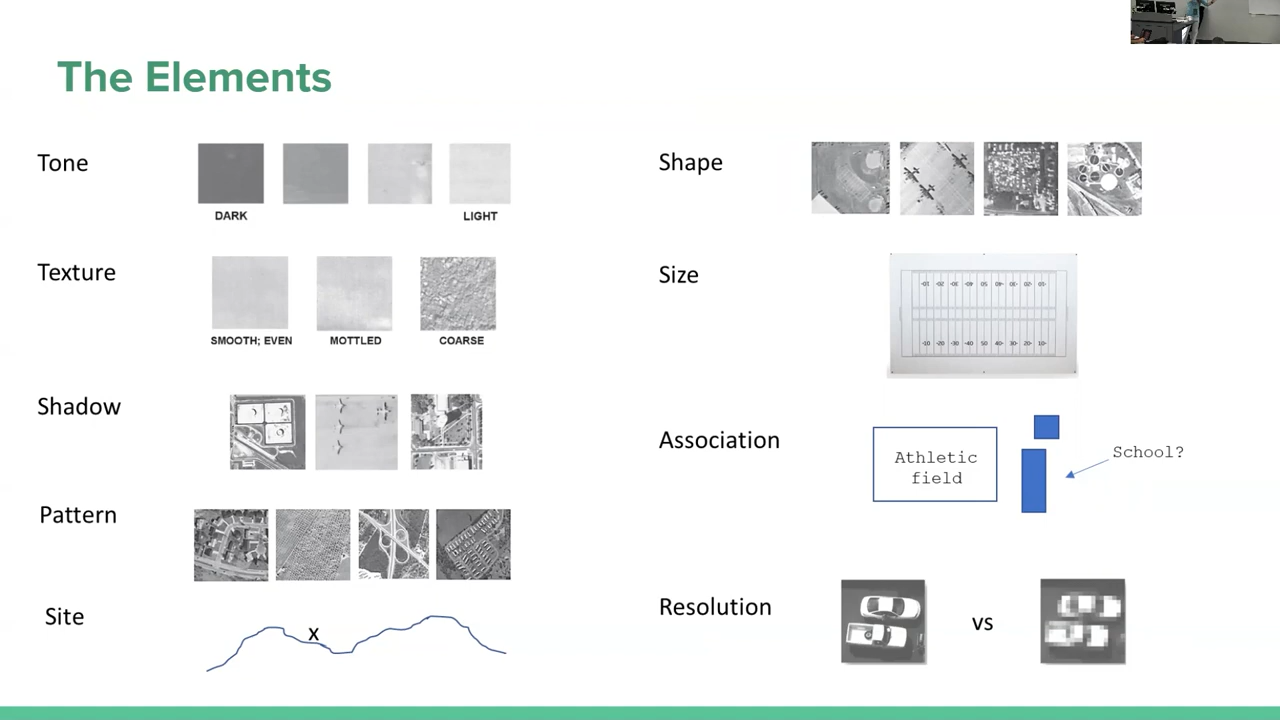 The Elements
Tone
DARK
LIGHT
Texture
SMOOTH; EVEN
MOTTLED
COARSE
Shadow
Pattern
Site
X
Shape
Size
Association
Athletic
field
School?
Resolution
vs